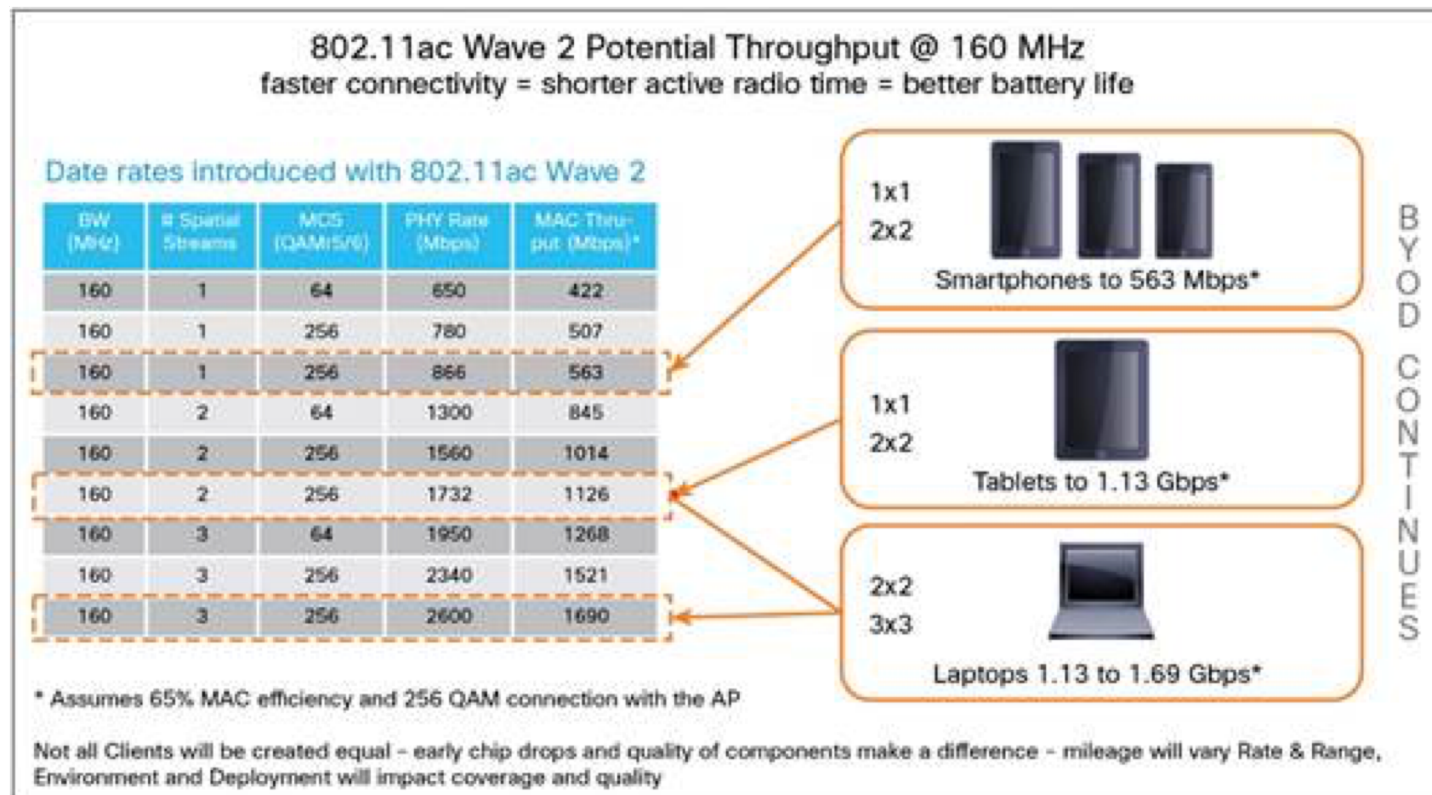 802.11ac Wave 2 Potential Throughput @ 160 MHz
faster connectivity = shorter active radio time = better battery life
Date rates introduced with 802.11ac Wave 2
BW (MHz) # Spatial Streams MCS (QAMr5/6) PHY Rate (Mbps) MAC Thru-put (Mbps)*
160 1 64 650 422
160 1 256 780 507
160 1 256 866 563
160 2 64 1300 845
160 2 256 1560 1014
160 2 256 1732 1126
160 3 64 1950 1268
160 3 256 2340 1521
160 3 256 2600 1690
* Assumes 65% MAC efficiency and 256 QAM connection with the AP
1x1
2x2
Smartphones to 563 Mbps*
1x1
2x2
Tablets to 1.13 Gbps*
2x2
3x3
Laptops 1.13 to 1.69 Gbps*
BYOD CONTINUES
Not all Clients will be created equal – early chip drops and quality of components make a difference – mileage will vary Rate & Range,
Environment and Deployment will impact coverage and quality